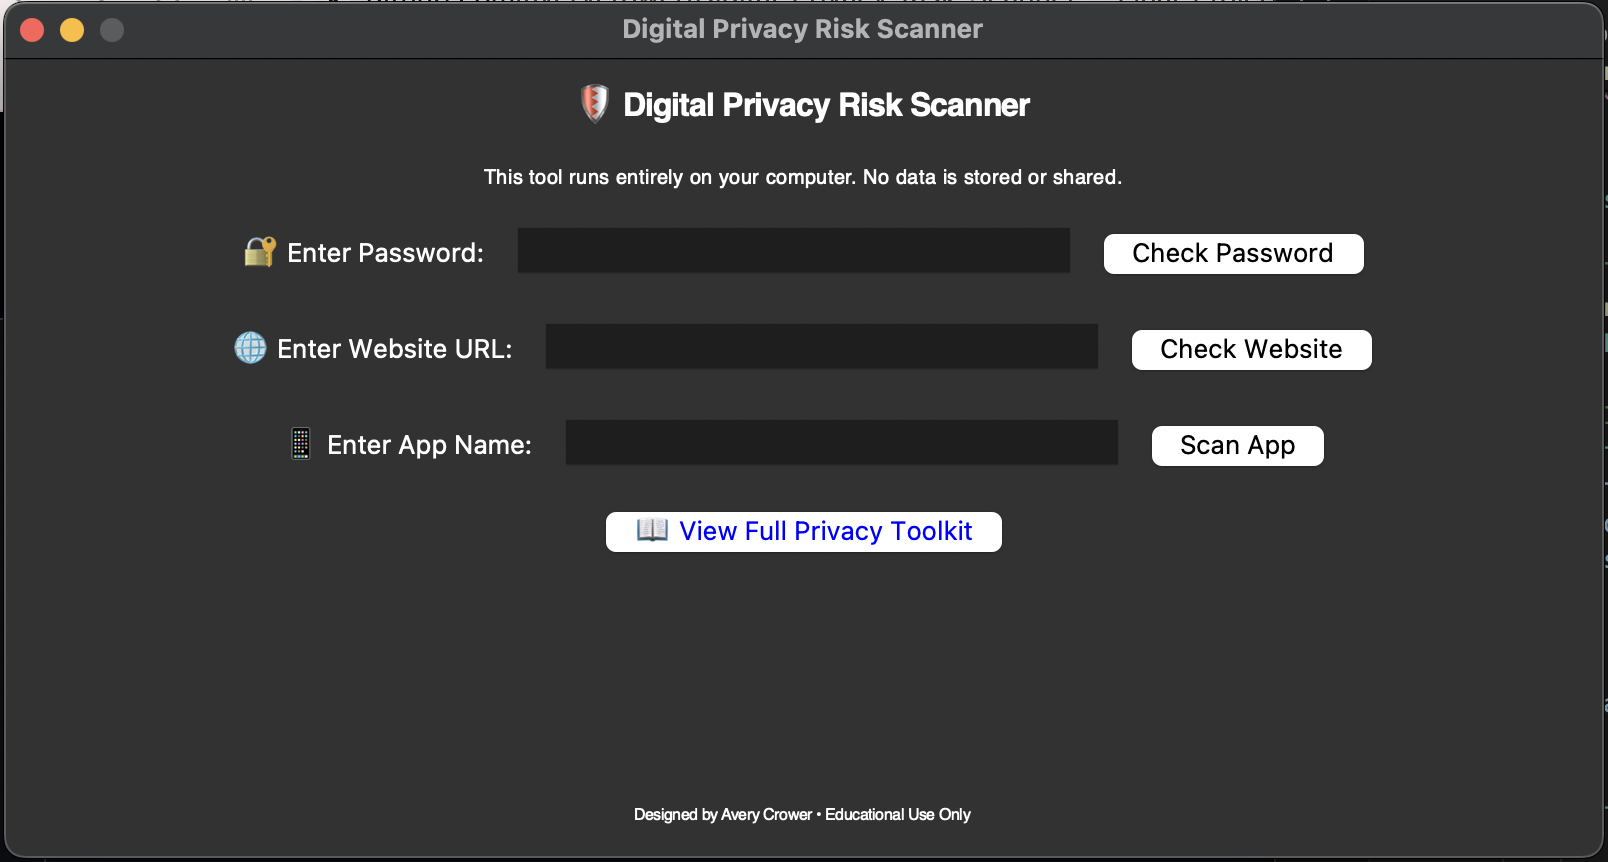 Digital Privacy Risk Scanner
Digital Privacy Risk Scanner
This tool runs entirely on your computer. No data is stored or shared.
Enter Password: Check Password
Enter Website URL: Check Website
Enter App Name: Scan App
View Full Privacy Toolkit
Designed by Avery Crower • Educational Use Only